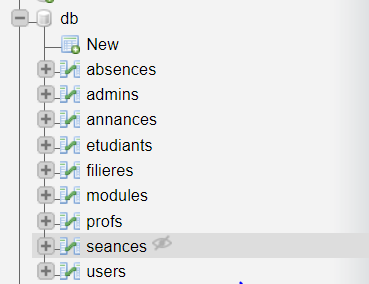 db
New
absences
admins
annances
etudiants
filieres
modules
profs
seances
users